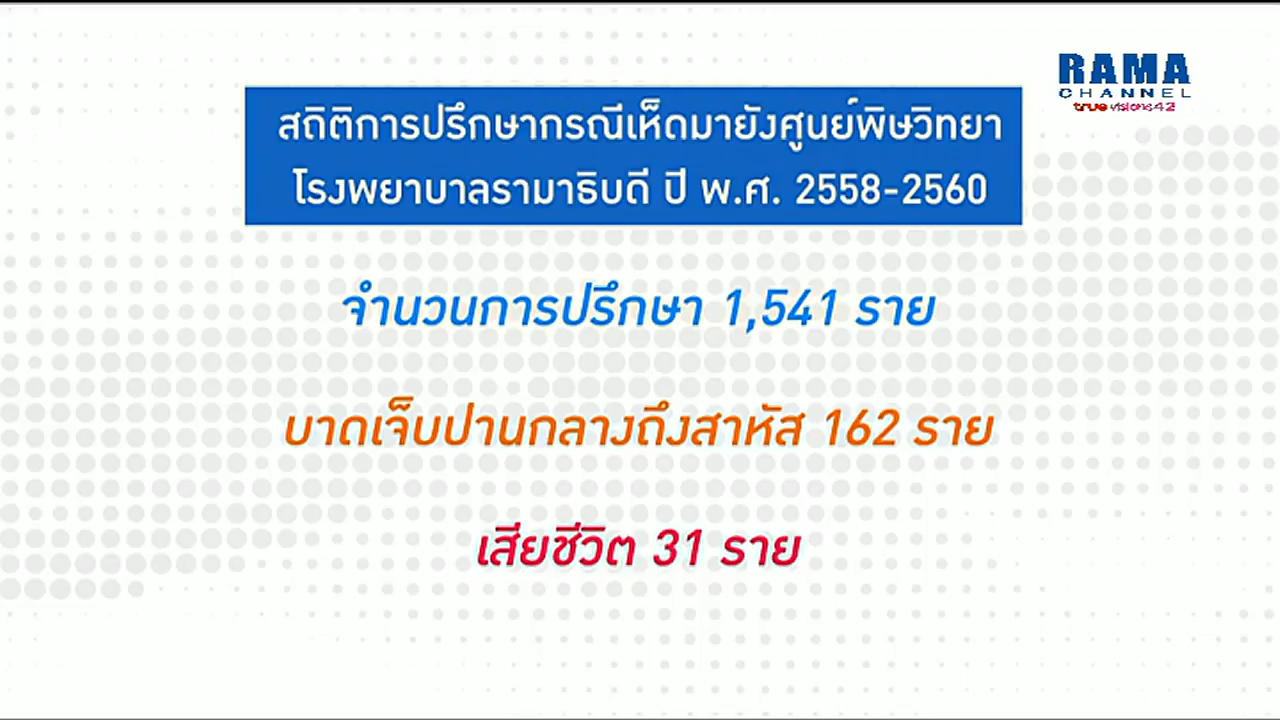 RAMA
CHANNEL
true visions 42
สถิติการปรึกษากรณีเห็ดมายังศูนย์พิษวิทยา
โรงพยาบาลรามาธิบดี ปี พ.ศ. 2558-2560
จำนวนการปรึกษา 1,541 ราย
บาดเจ็บปานกลางถึงสาหัส 162 ราย
เสียชีวิต 31 ราย